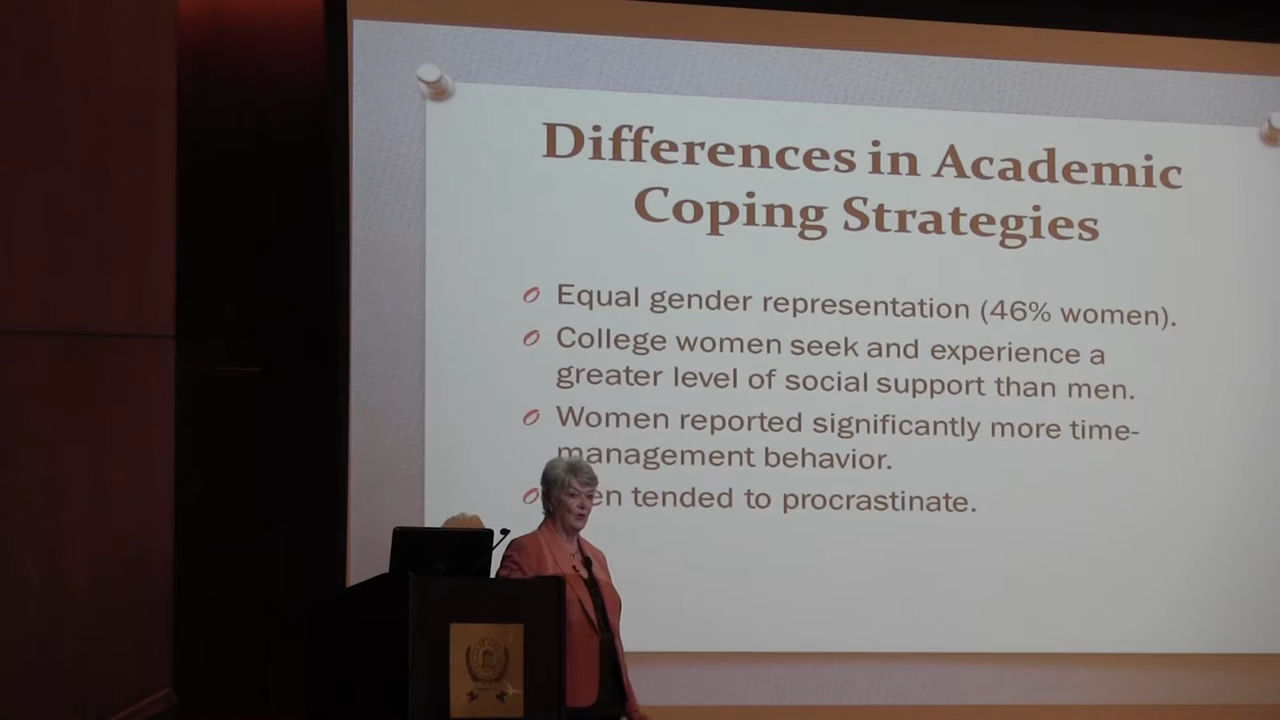 Differences in Academic
Coping Strategies
Equal gender representation (46% women).
College women seek and experience a
greater level of social support than men.
Women reported significantly more time-
management behavior.
en tended to procrastinate.